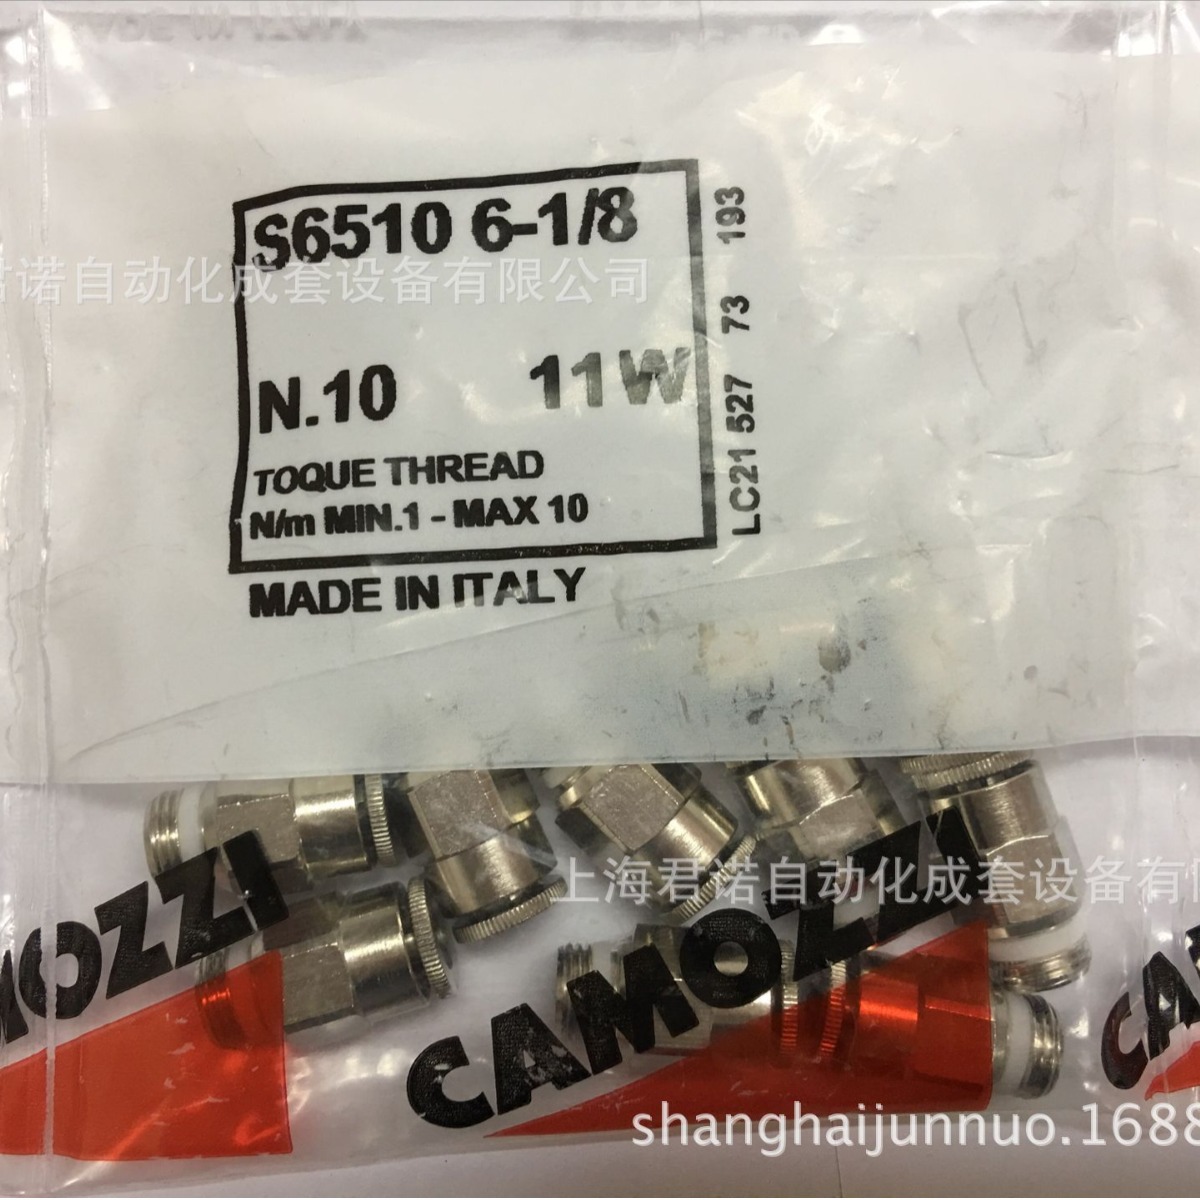 S6510 6-1/8
君诺自动化成套设备有限公司
N.10 11W
TOQUE THREAD
N/m MIN.1 - MAX 10
MADE IN ITALY
LC21 527 73 193
上海君诺自动化成套设备有限
MOZZI
CAMOZZI
CA
shanghaijunnuo.1688